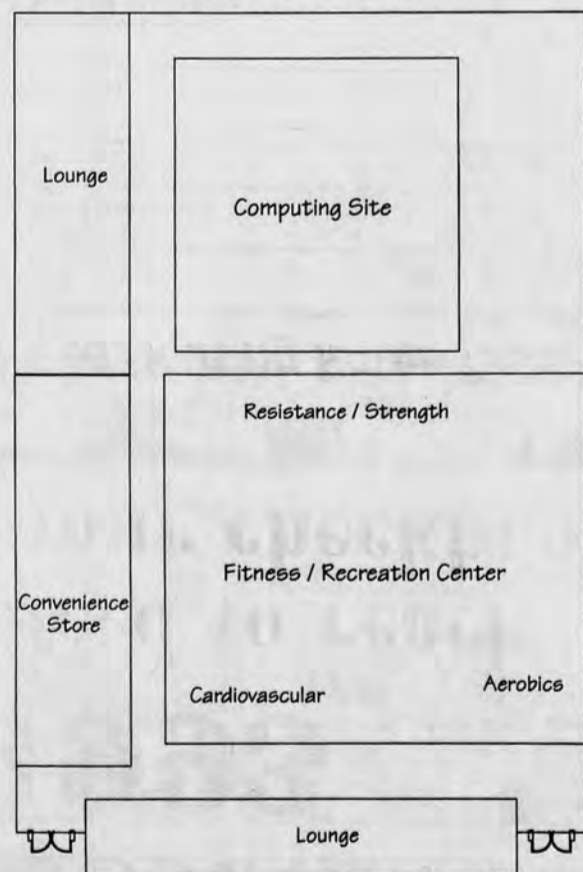 Lounge
Computing Site
Resistance / Strength
Fitness / Recreation Center
Convenience
Store
Cardiovascular
Aerobics
Lounge